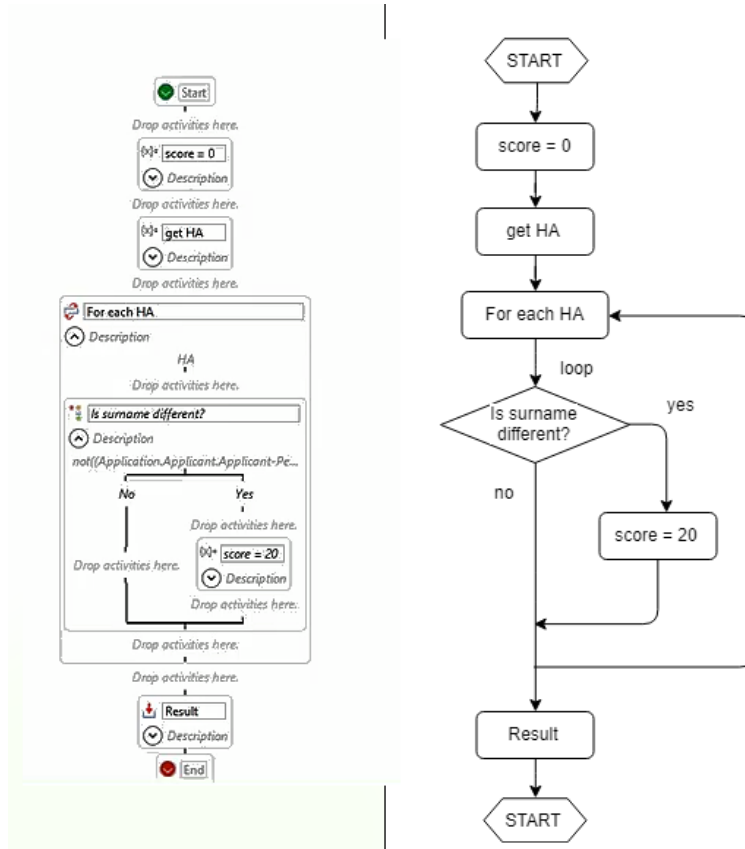 Start
Drop activities here.
score = 0
Description
Drop activities here.
get HA
Description
Drop activities here.
For each HA
Description
HA
Drop activities here.
Is surname different?
Description
not((Application.Applicant.Applicant-Pe...
No
Yes
Drop activities here.
Drop activities here.
score = 20
Description
Drop activities here.
Drop activities here.
Drop activities here.
Result
Description
End
START
score = 0
get HA
For each HA
loop
Is surname
different?
yes
no
score = 20
Result
START